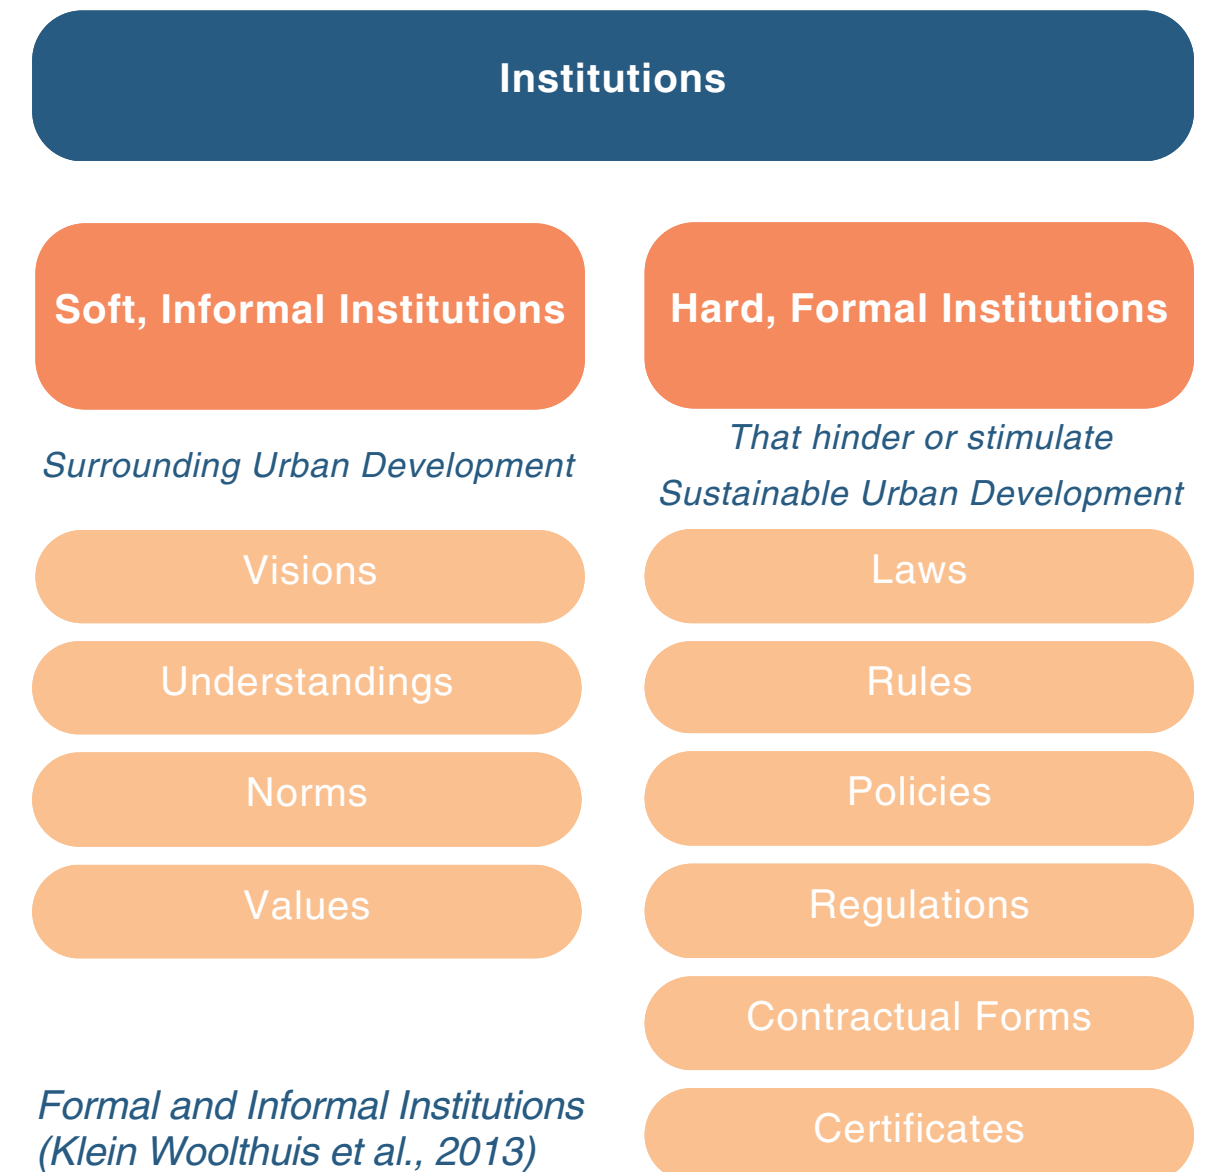 Institutions
Soft, Informal Institutions
Surrounding Urban Development
Visions
Understandings
Norms
Values
Hard, Formal Institutions
That hinder or stimulate
Sustainable Urban Development
Laws
Rules
Policies
Regulations
Contractual Forms
Certificates
Formal and Informal Institutions
(Klein Woolthuis et al., 2013)